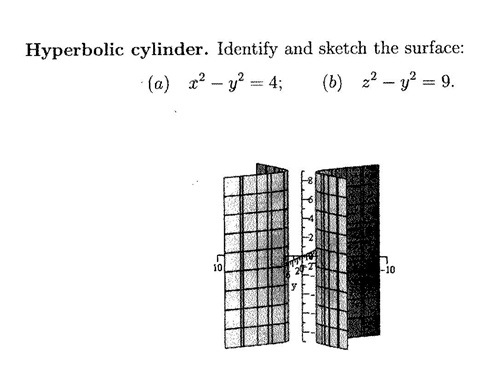 Hyperbolic cylinder. Identify and sketch the surface:
(a) x² − y² = 4; (b) z² − y² = 9.
8
6
4
2
10
-10
y